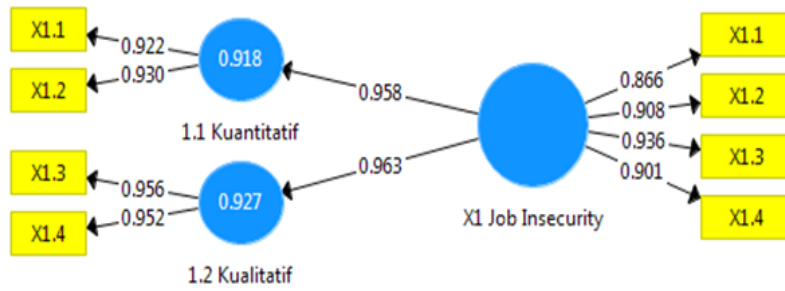 X1.1
0.922
0.918
X1.2
0.930
1.1 Kuantitatif
0.958
X1.3
0.956
0.927
X1.4
0.952
1.2 Kualitatif
0.963
X1 Job Insecurity
0.866
X1.1
0.908
X1.2
0.936
X1.3
0.901
X1.4